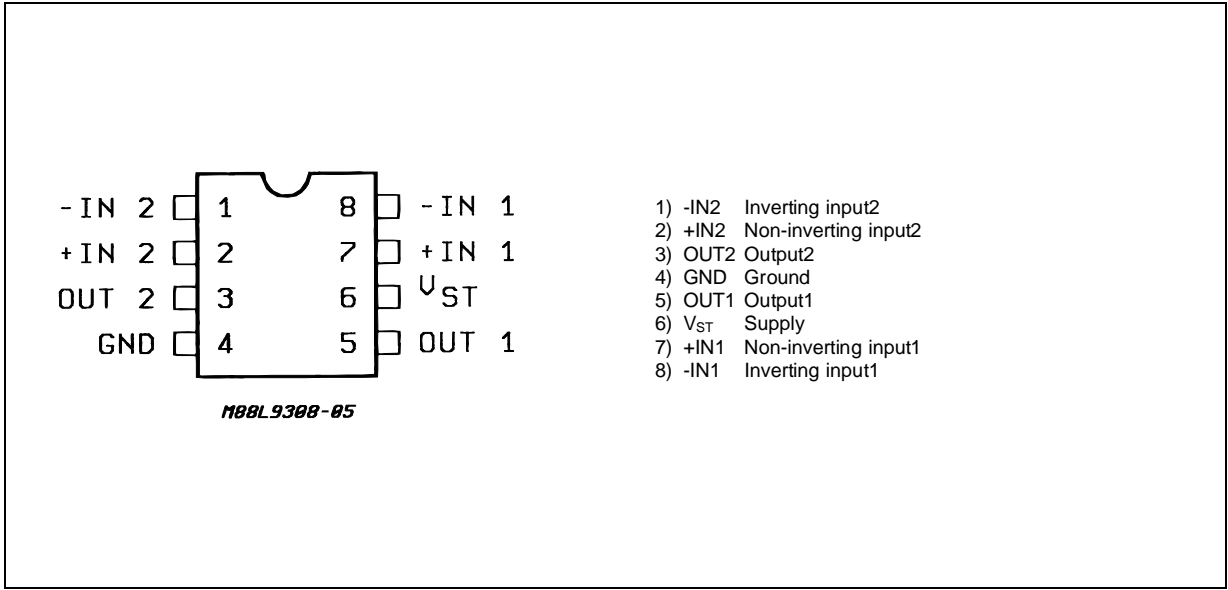 -IN 2 1 8 -IN 1
+IN 2 2 7 +IN 1
OUT 2 3 6 VST
GND 4 5 OUT 1
M88L9308-05
1) -IN2 Inverting input2
2) +IN2 Non-inverting input2
3) OUT2 Output2
4) GND Ground
5) OUT1 Output1
6) VST Supply
7) +IN1 Non-inverting input1
8) -IN1 Inverting input1